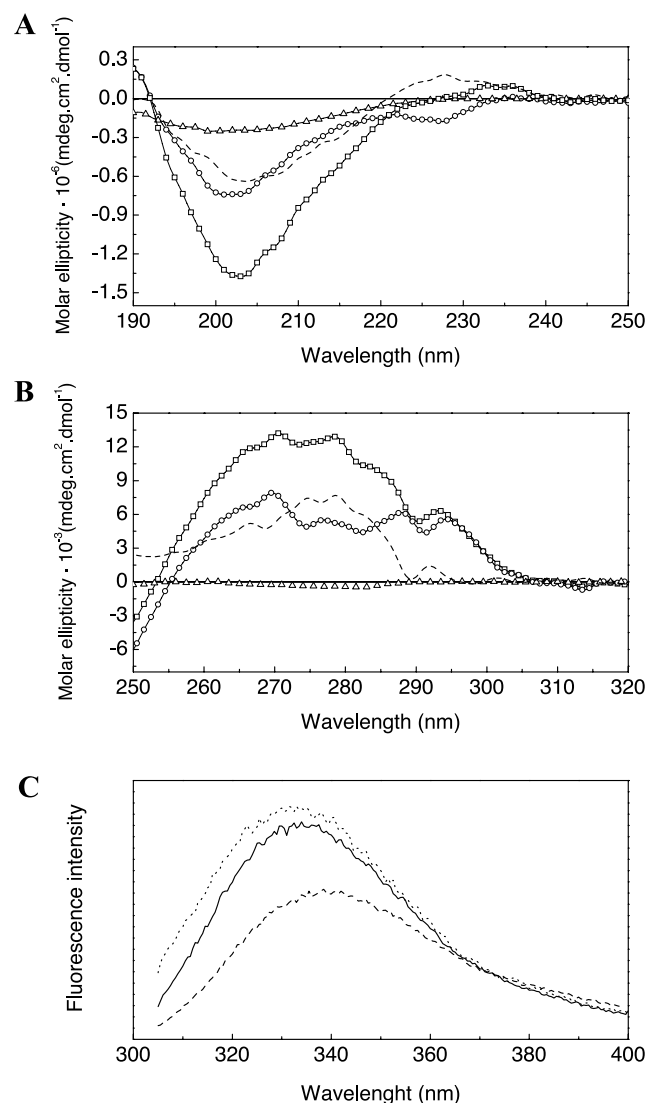 A
Molar ellipticity · 10⁻⁶(mdeg.cm².dmol⁻¹)
0.3
0.0
-0.3
-0.6
-0.9
-1.2
-1.5
190 200 210 220 230 240 250
Wavelength (nm)
B
Molar ellipticity · 10⁻³(mdeg.cm².dmol⁻¹)
15
12
9
6
3
0
-3
-6
250 260 270 280 290 300 310 320
Wavelength (nm)
C
Fluorescence intensity
300 320 340 360 380 400
Wavelenght (nm)